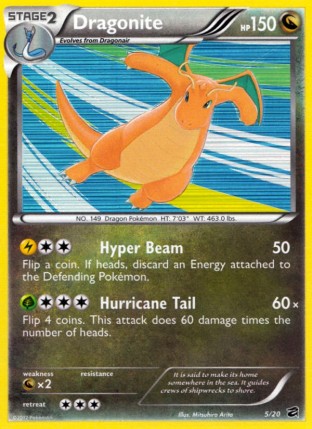 STAGE2 Dragonite HP150
Evolves from Dragonair
NO. 149 Dragon Pokémon. HT: 7'03" WT: 463.0 lbs.
Hyper Beam 50
Flip a coin. If heads, discard an Energy attached to
the Defending Pokémon.
Hurricane Tail 60×
Flip 4 coins. This attack does 60 damage times the
number of heads.
weakness resistance
×2
retreat
It is said to make its home
somewhere in the sea. It guides
crews of shipwrecks to shore.
Illus. Mitsuhiro Arita 5/20